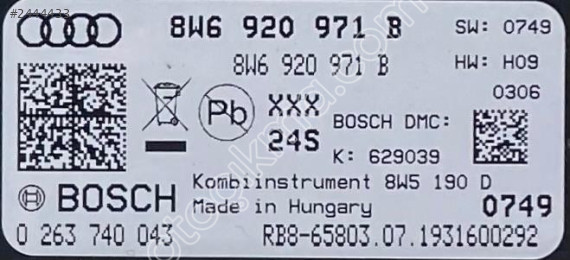 #2444433
8W6 920 971 B SW: 0749
8W6 920 971 B HW: H09
0306
Pb XXX
24S BOSCH DMC:
K: 629039
BOSCH Kombiinstrument 8W5 190 D
Made in Hungary 0749
0 263 740 043 RB8-65803.07.1931600292